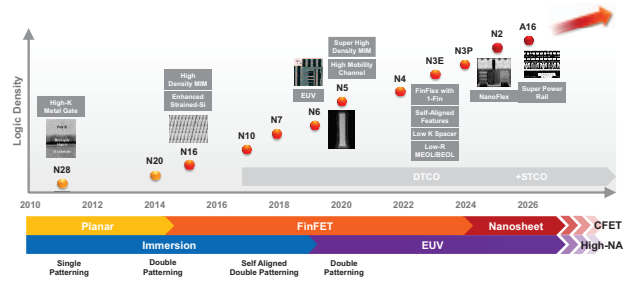 A16
N2
N3P
N3E
N4
N5
N6
N7
N10
N16
N20
N28
Super High
Density MIM
High Mobility
Channel
High
Density MIM
Enhanced
Strained-Si
High-K
Metal Gate
EUV
FinFlex with
1-Fin
Self-Aligned
Features
Low K Spacer
Low-R
MEOL/BEOL
NanoFlex
Super Power
Rail
Logic Density
DTCO
+STCO
2010
2012
2014
2016
2018
2020
2022
2024
2026
Planar
FinFET
Nanosheet
CFET
Immersion
EUV
High-NA
Single
Patterning
Double
Patterning
Self Aligned
Double Patterning
Double
Patterning